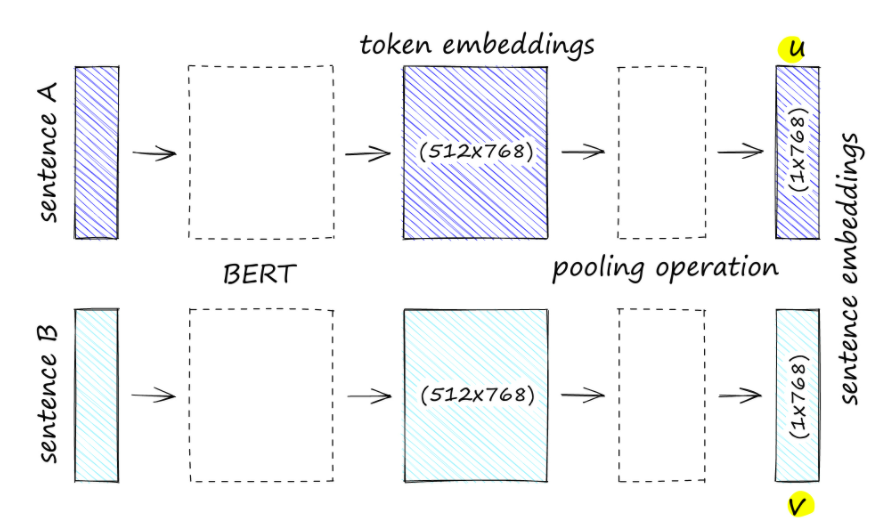 token embeddings
u
sentence A
(512x768)
(1x768)
sentence embeddings
BERT
pooling operation
sentence B
(512x768)
(1x768)
v